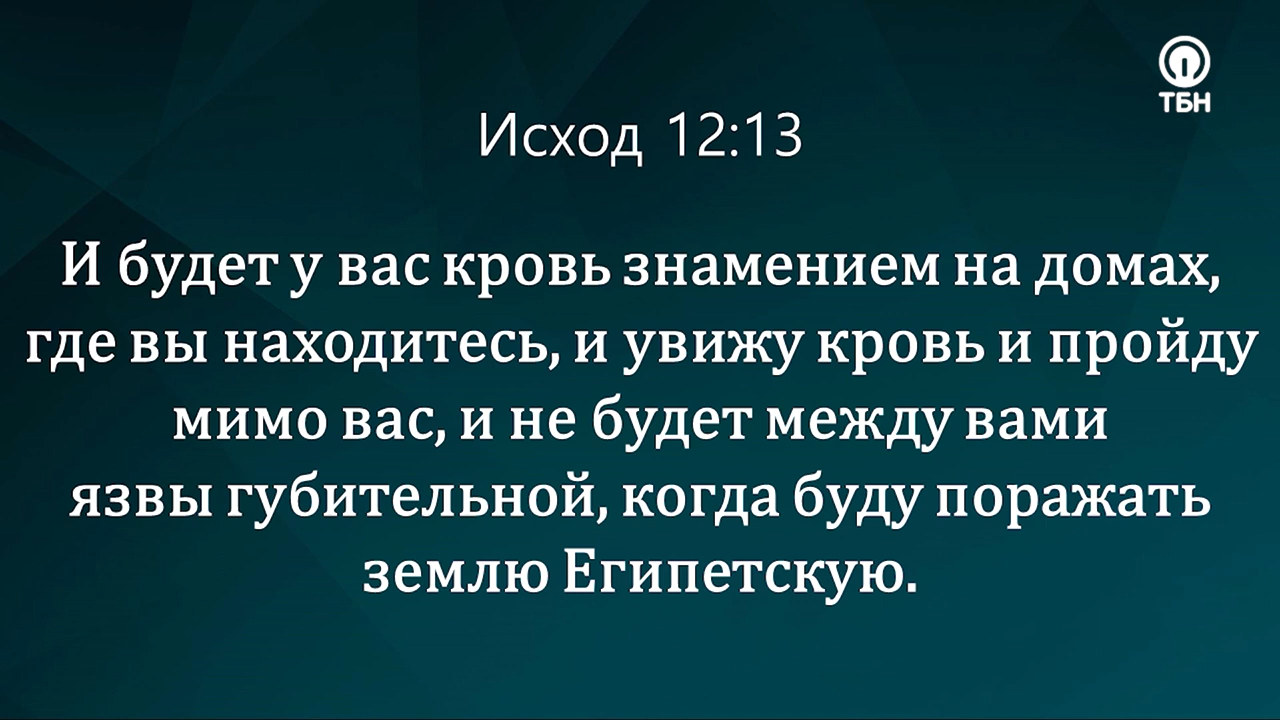 ТБН
Исход 12:13
И будет у вас кровь знамением на домах,
где вы находитесь, и увижу кровь и пройду
мимо вас, и не будет между вами
язвы губительной, когда буду поражать
землю Египетскую.